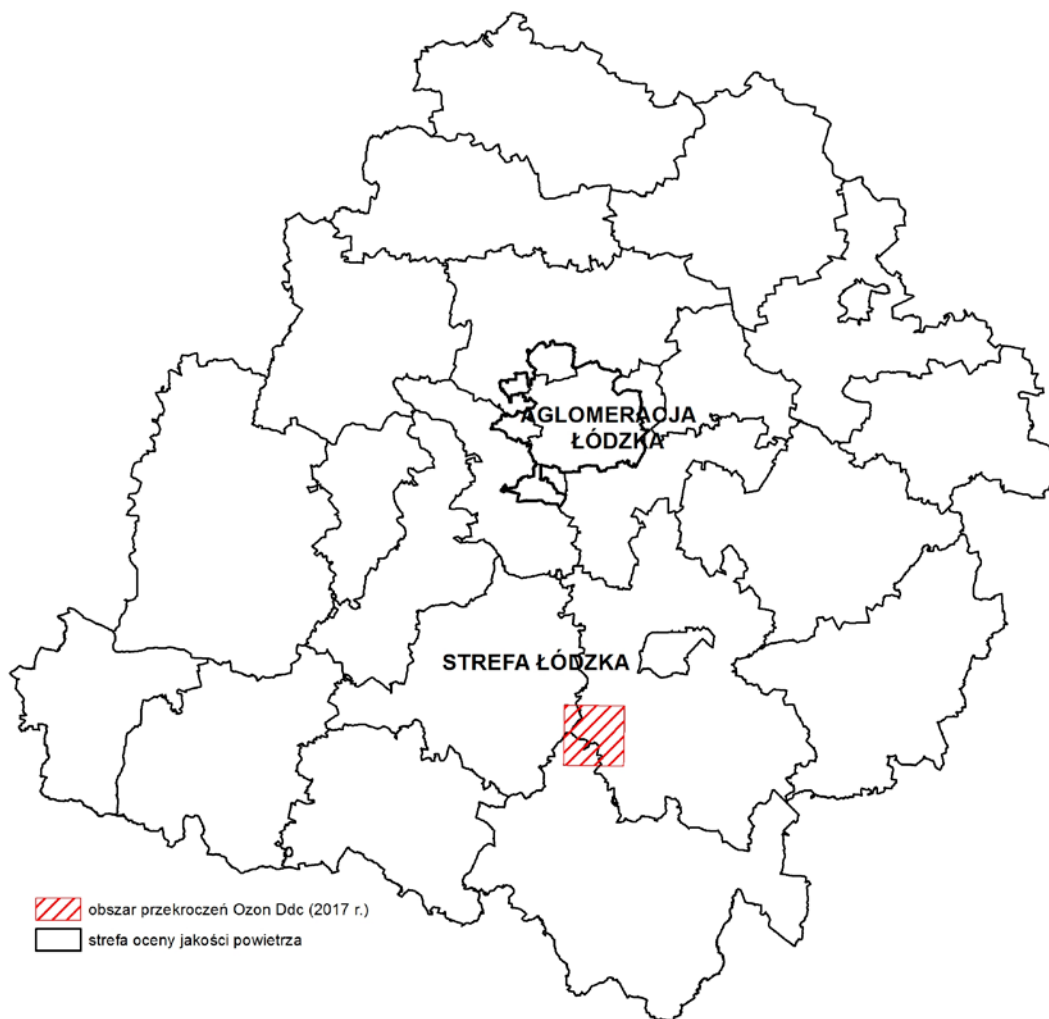 AGLOMERACJA
ŁÓDZKA
STREFA ŁÓDZKA
obszar przekroczeń Ozon Ddc (2017 r.)
strefa oceny jakości powietrza